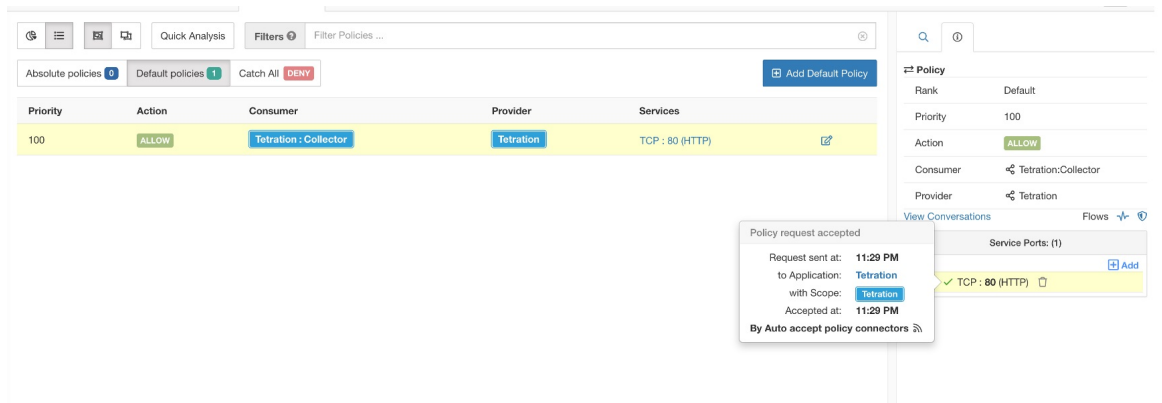 Quick Analysis
Filters
Filter Policies ...
Absolute policies 0
Default policies 1
Catch All DENY
Add Default Policy
Priority Action Consumer Provider Services
100 ALLOW Tetration : Collector Tetration TCP : 80 (HTTP)
Policy
Rank Default
Priority 100
Action ALLOW
Consumer Tetration:Collector
Provider Tetration
View Conversations Flows
Service Ports: (1)
Add
TCP : 80 (HTTP)
Policy request accepted
Request sent at: 11:29 PM
to Application: Tetration
with Scope: Tetration
Accepted at: 11:29 PM
By Auto accept policy connectors